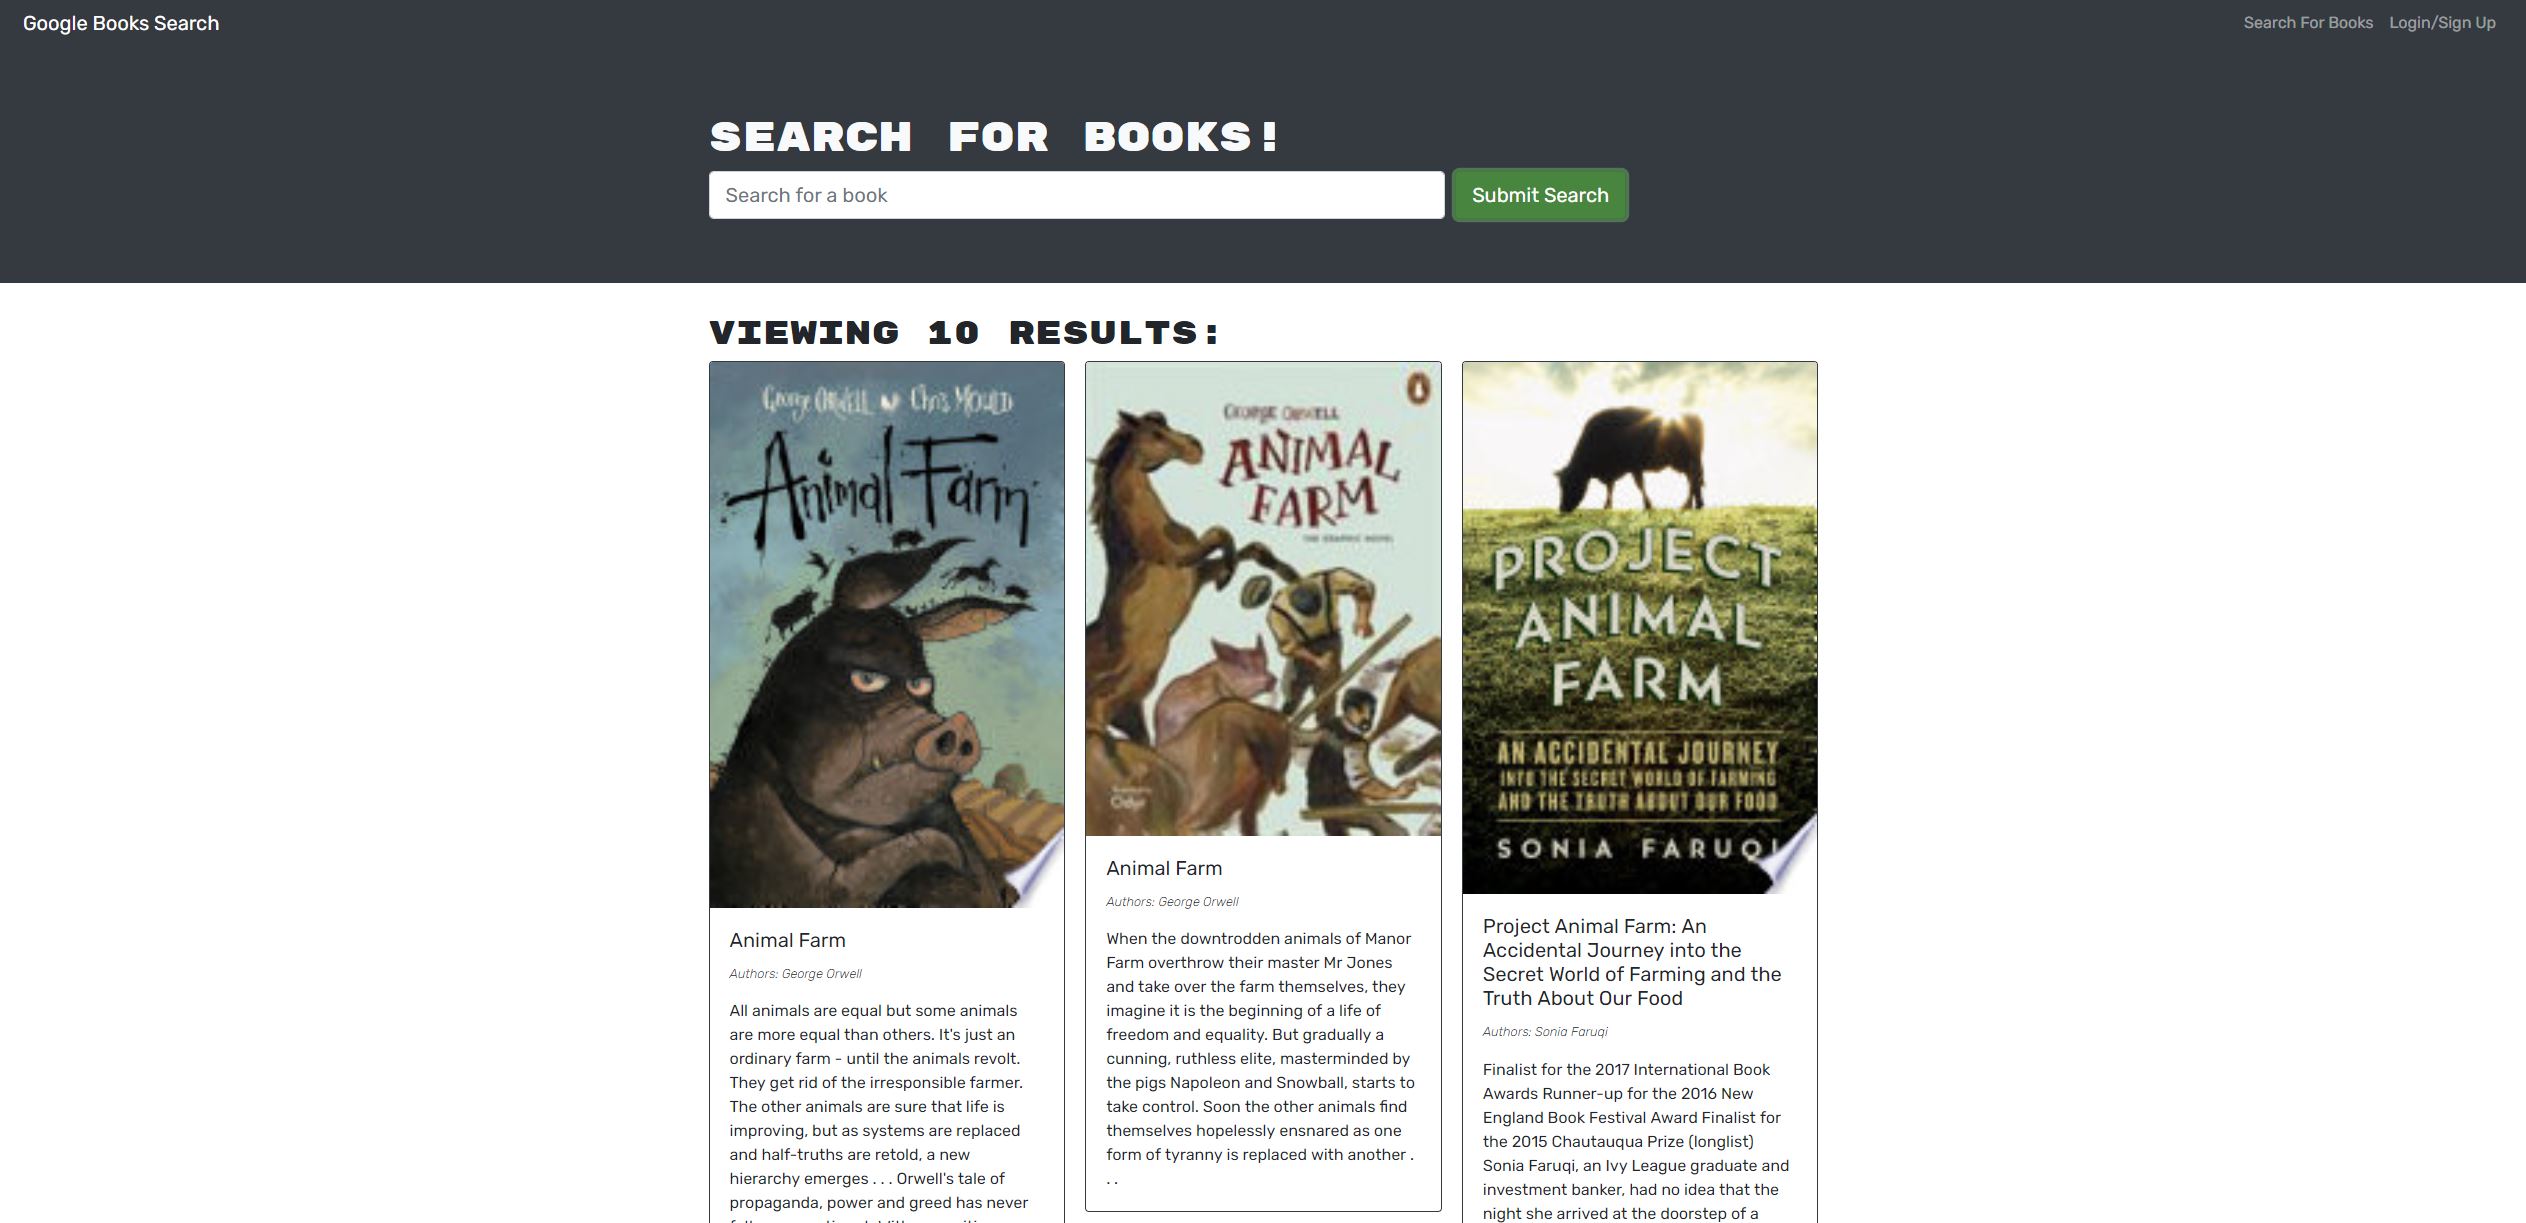 Google Books Search
Search For Books
Login/Sign Up
SEARCH FOR BOOKS!
Search for a book
Submit Search
VIEWING 10 RESULTS:
George Orwell Chris Mould
Animal Farm
Animal Farm
Authors: George Orwell
All animals are equal but some animals
are more equal than others. It's just an
ordinary farm - until the animals revolt.
They get rid of the irresponsible farmer.
The other animals are sure that life is
improving, but as systems are replaced
and half-truths are retold, a new
hierarchy emerges . . . Orwell's tale of
propaganda, power and greed has never
GEORGE ORWELL
ANIMAL
FARM
THE GRAPHIC NOVEL
Odyr
Animal Farm
Authors: George Orwell
When the downtrodden animals of Manor
Farm overthrow their master Mr Jones
and take over the farm themselves, they
imagine it is the beginning of a life of
freedom and equality. But gradually a
cunning, ruthless elite, masterminded by
the pigs Napoleon and Snowball, starts to
take control. Soon the other animals find
themselves hopelessly ensnared as one
form of tyranny is replaced with another .
. .
PROJECT
ANIMAL
FARM
AN ACCIDENTAL JOURNEY
INTO THE SECRET WORLD OF FARMING
AND THE TRUTH ABOUT OUR FOOD
SONIA FARUQI
Project Animal Farm: An
Accidental Journey into the
Secret World of Farming and the
Truth About Our Food
Authors: Sonia Faruqi
Finalist for the 2017 International Book
Awards Runner-up for the 2016 New
England Book Festival Award Finalist for
the 2015 Chautauqua Prize (longlist)
Sonia Faruqi, an Ivy League graduate and
investment banker, had no idea that the
night she arrived at the doorstep of a